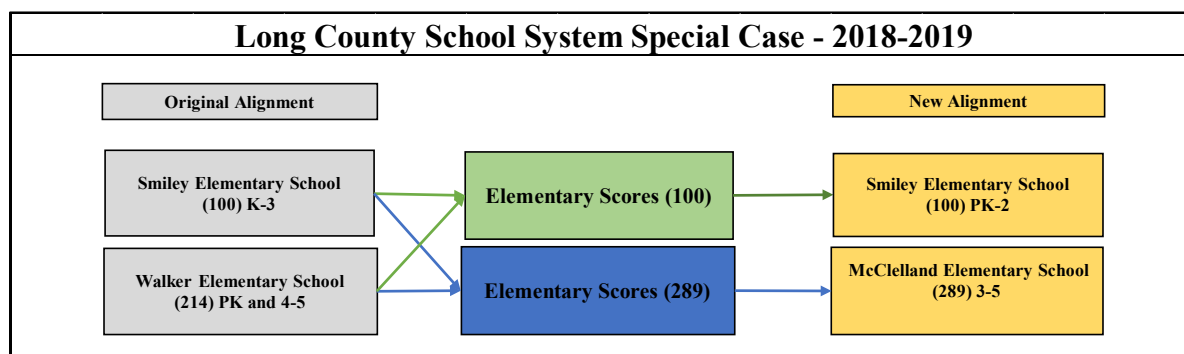 Long County School System Special Case - 2018-2019
Original Alignment
New Alignment
Smiley Elementary School
(100) K-3
Elementary Scores (100)
Smiley Elementary School
(100) PK-2
Walker Elementary School
(214) PK and 4-5
Elementary Scores (289)
McClelland Elementary School
(289) 3-5